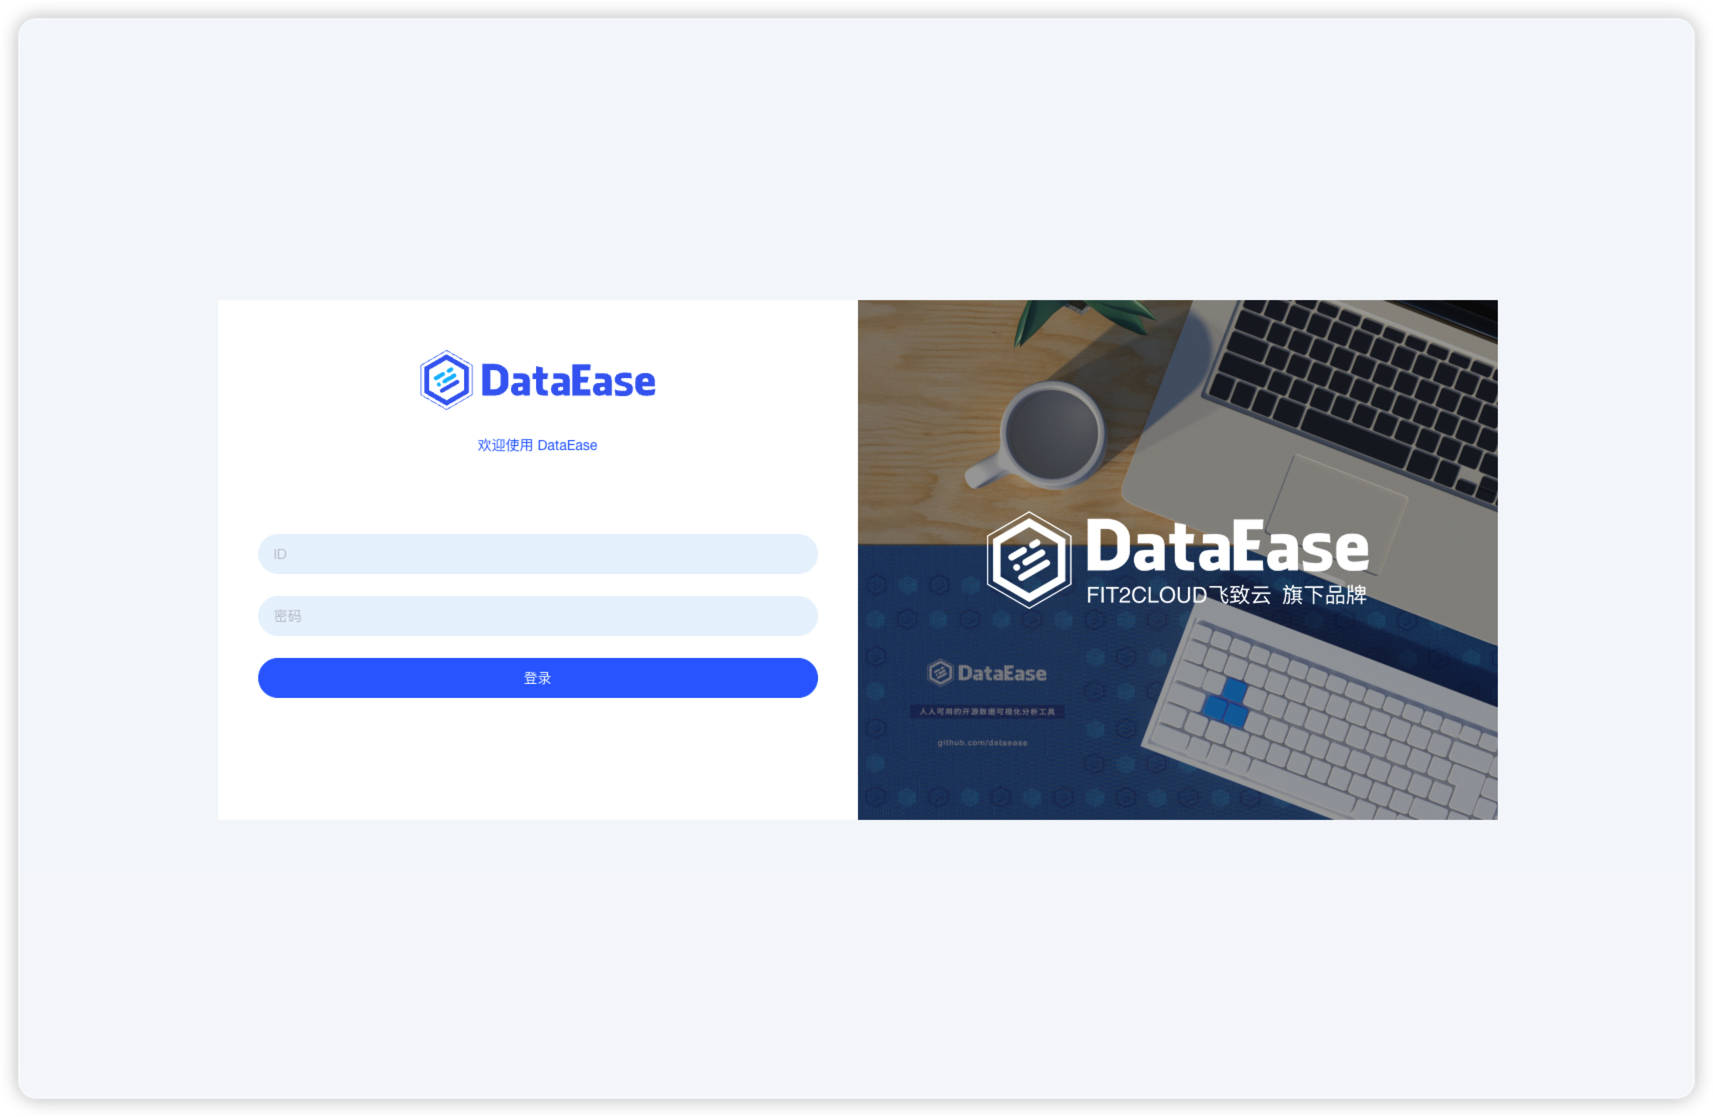 DataEase
欢迎使用 DataEase
ID
密码
登录
DataEase
FIT2CLOUD飞致云 旗下品牌
DataEase
人人可用的开源数据可视化分析工具
github.com/dataease